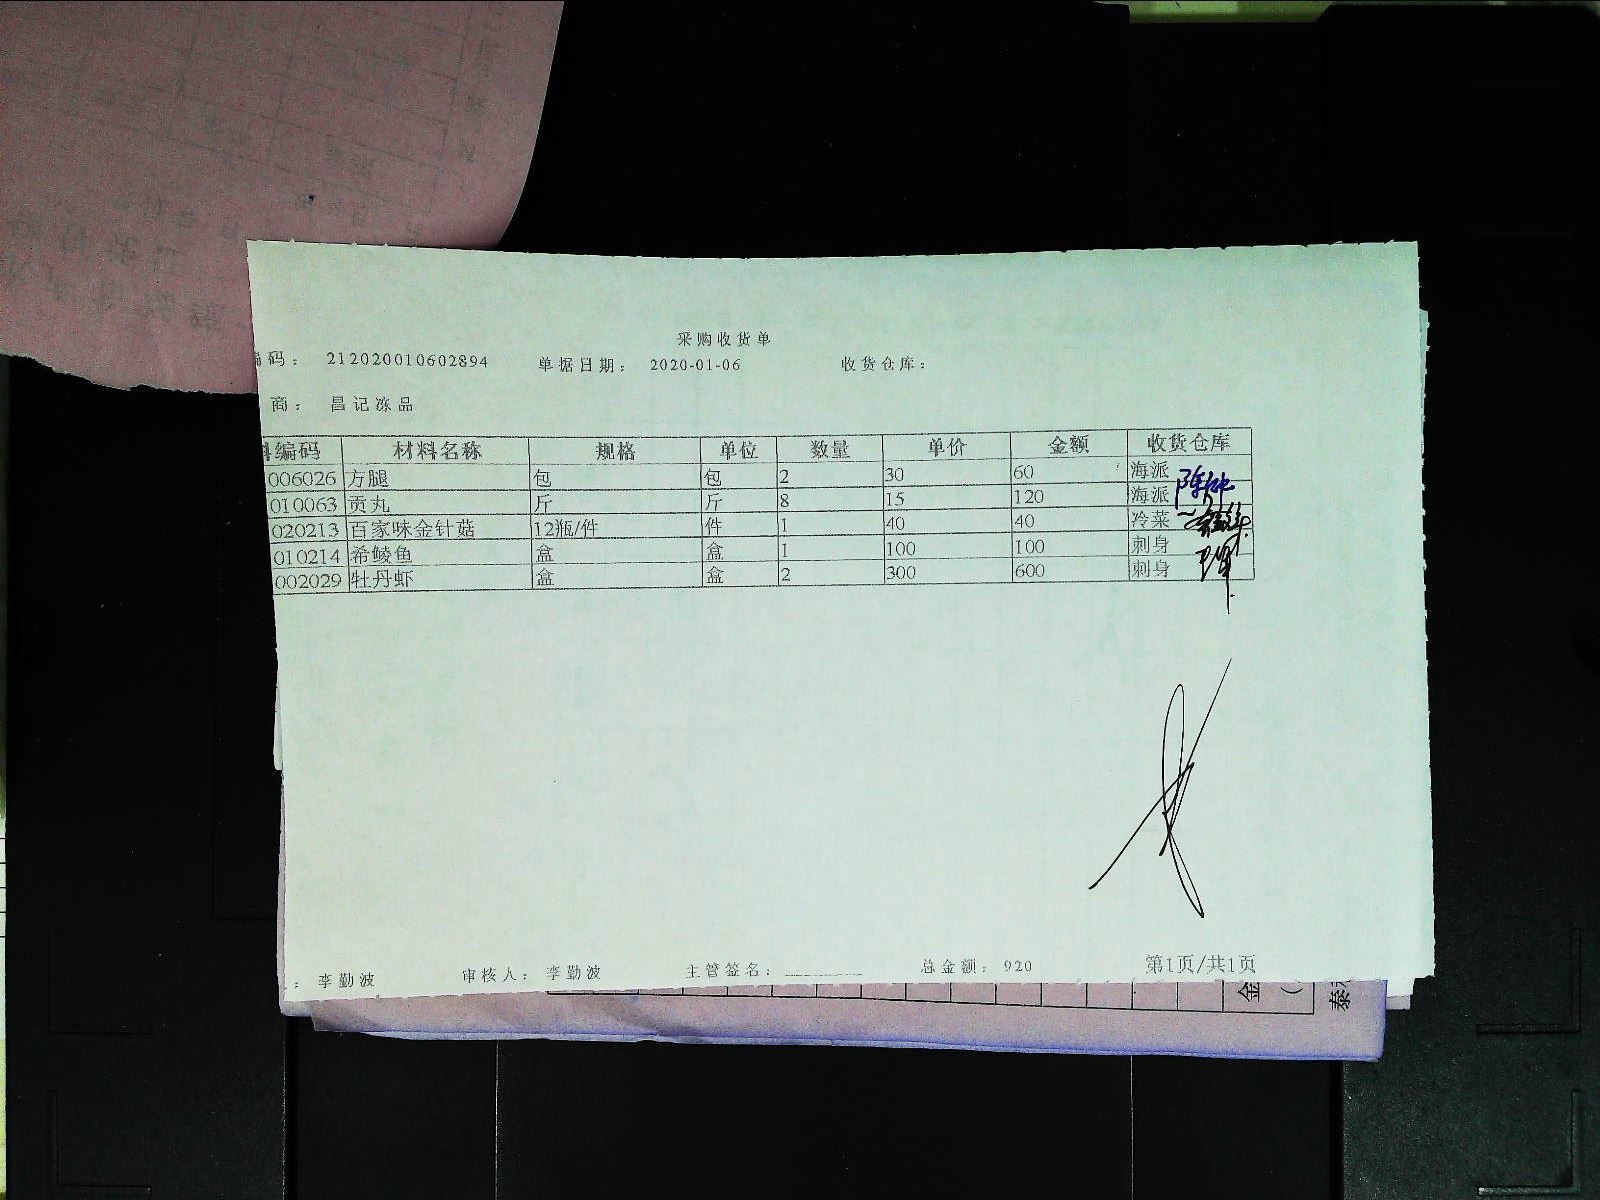 采购收货单
编码： 212020010602894 单据日期： 2020-01-06 收货仓库：
商： 昌记冻品
料编码 材料名称 规格 单位 数量 单价 金额 收货仓库
006026 方腿 包 包 2 30 60 海派
010063 贡丸 斤 斤 8 15 120 海派
020213 百家味金针菇 12瓶/件 件 1 40 40 冷菜
010214 希鲮鱼 盒 盒 1 100 100 刺身
002029 牡丹虾 盒 盒 2 300 600 刺身
： 李勤波 审核人： 李勤波 主管签名： 总金额： 920 第1页/共1页
金
泰